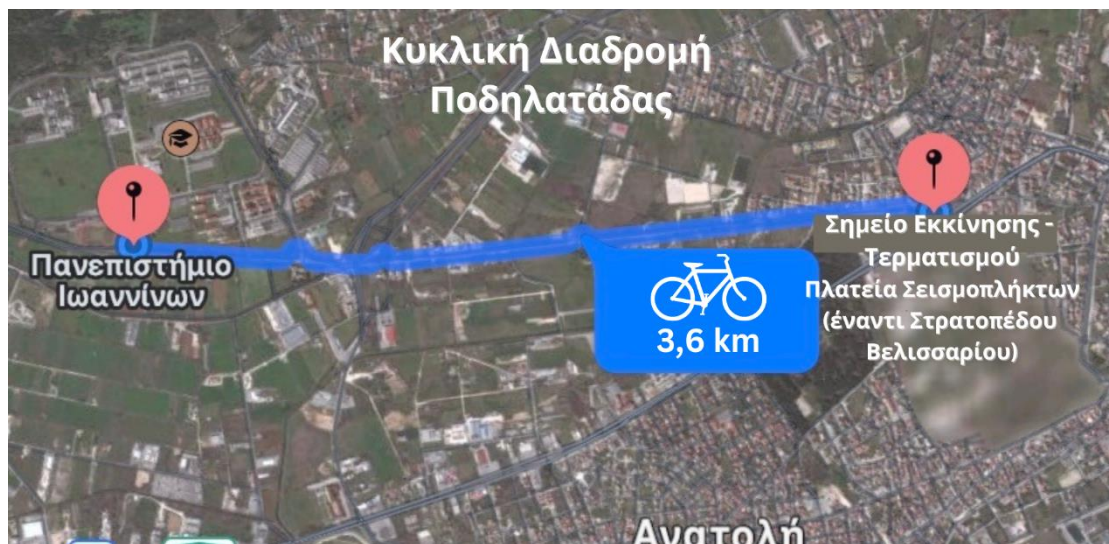 Κυκλική Διαδρομή
Ποδηλατάδας
Πανεπιστήμιο
Ιωαννίνων
Σημείο Εκκίνησης -
Τερματισμού
Πλατεία Σεισμοπλήκτων
(έναντι Στρατοπέδου
Βελισσαρίου)
3,6 km
Ανατολή